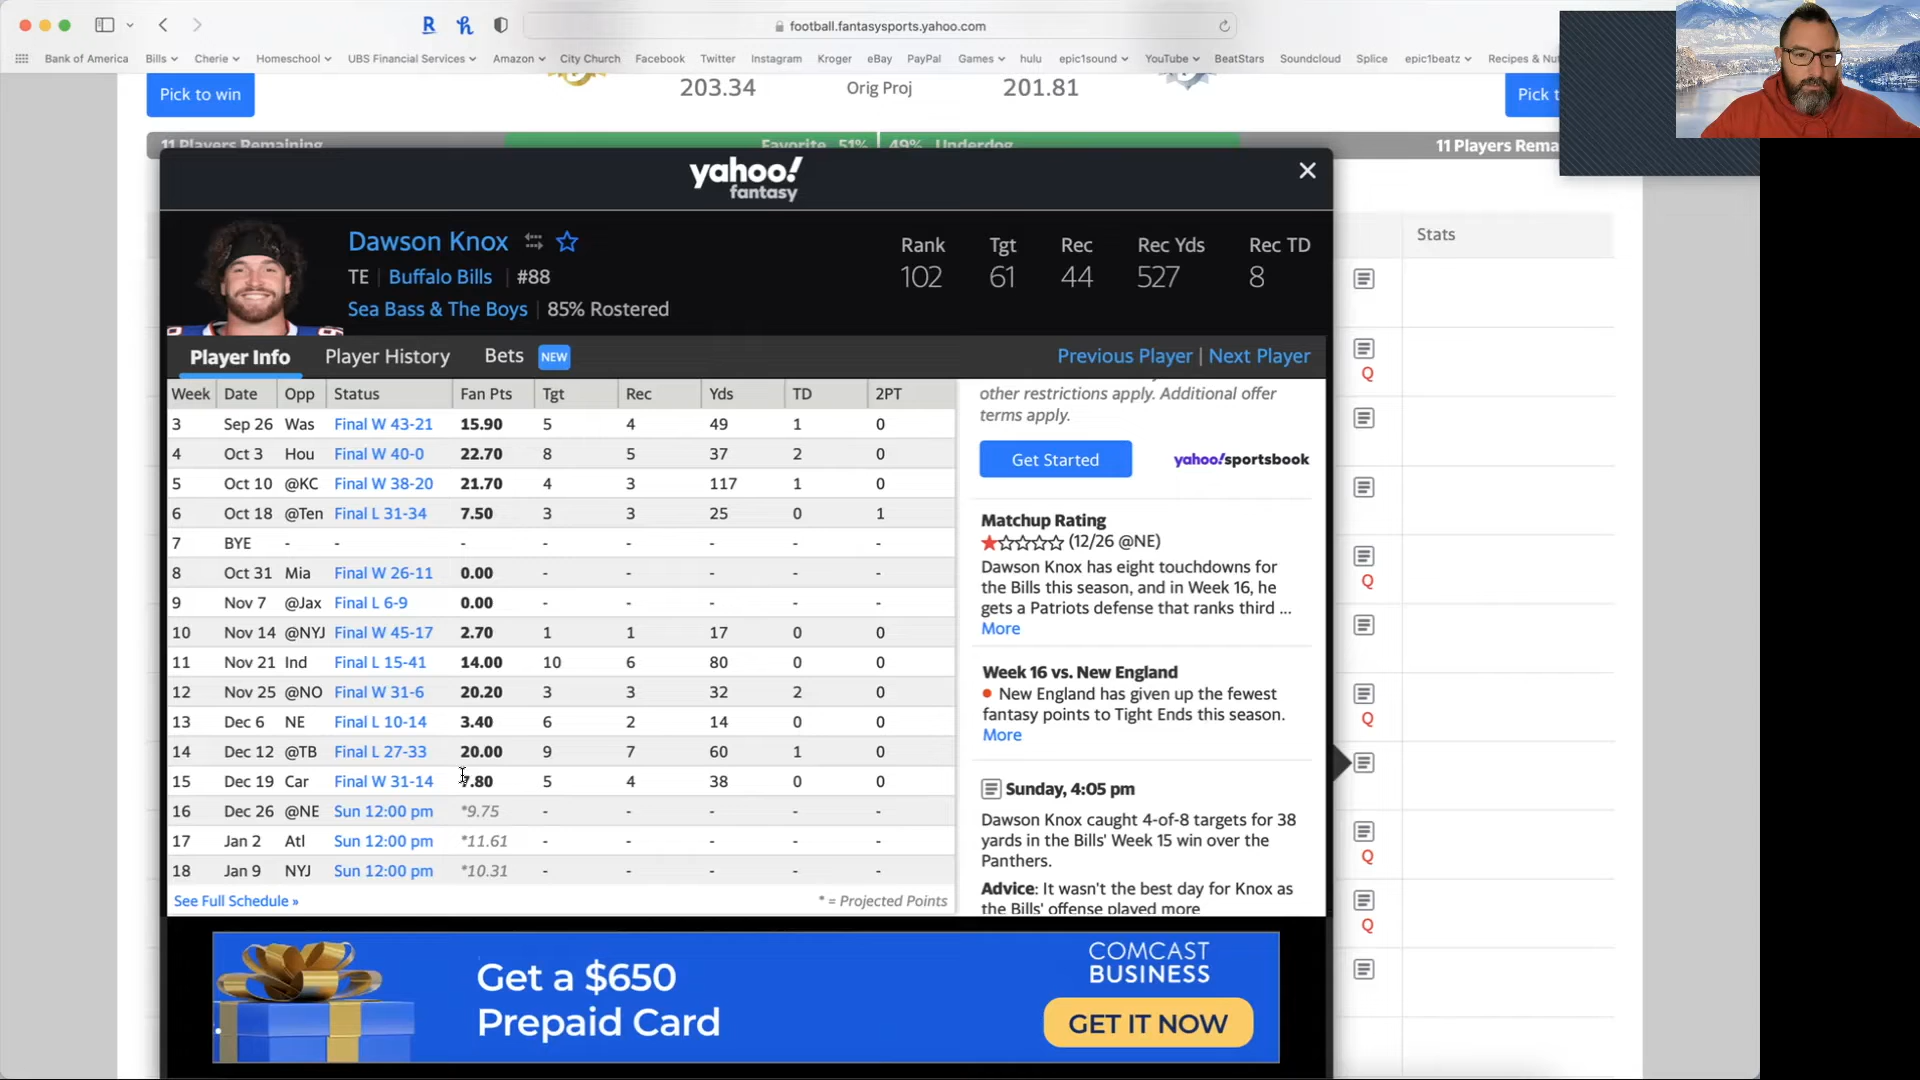 football.fantasysports.yahoo.com
Bank of America Bills Cherie Homeschool UBS Financial Services Amazon City Church Facebook Twitter Instagram Kroger eBay PayPal Games hulu epic1sound YouTube BeatStars Soundcloud Splice epic1beatz Recipes & Nu
Pick to win 203.34 Orig Proj 201.81 Pick t
11 Players Remaining Favorite 51% 49% Underdog 11 Players Rema
yahoo!
fantasy
Dawson Knox
TE Buffalo Bills #88
Sea Bass & The Boys 85% Rostered
Rank Tgt Rec Rec Yds Rec TD
102 61 44 527 8
Stats
Player Info Player History Bets NEW Previous Player | Next Player
Week Date Opp Status Fan Pts Tgt Rec Yds TD 2PT
3 Sep 26 Was Final W 43-21 15.90 5 4 49 1 0
4 Oct 3 Hou Final W 40-0 22.70 8 5 37 2 0
5 Oct 10 @KC Final W 38-20 21.70 4 3 117 1 0
6 Oct 18 @Ten Final L 31-34 7.50 3 3 25 0 1
7 BYE - - - - - - - -
8 Oct 31 Mia Final W 26-11 0.00 - - - - -
9 Nov 7 @Jax Final L 6-9 0.00 - - - - -
10 Nov 14 @NYJ Final W 45-17 2.70 1 1 17 0 0
11 Nov 21 Ind Final L 15-41 14.00 10 6 80 0 0
12 Nov 25 @NO Final W 31-6 20.20 3 3 32 2 0
13 Dec 6 NE Final L 10-14 3.40 6 2 14 0 0
14 Dec 12 @TB Final L 27-33 20.00 9 7 60 1 0
15 Dec 19 Car Final W 31-14 7.80 5 4 38 0 0
16 Dec 26 @NE Sun 12:00 pm *9.75 - - - - -
17 Jan 2 Atl Sun 12:00 pm *11.61 - - - - -
18 Jan 9 NYJ Sun 12:00 pm *10.31 - - - - -
See Full Schedule » * = Projected Points
other restrictions apply. Additional offer
terms apply.
Get Started yahoo!sportsbook
Matchup Rating
(12/26 @NE)
Dawson Knox has eight touchdowns for
the Bills this season, and in Week 16, he
gets a Patriots defense that ranks third ...
More
Week 16 vs. New England
New England has given up the fewest
fantasy points to Tight Ends this season.
More
Sunday, 4:05 pm
Dawson Knox caught 4-of-8 targets for 38
yards in the Bills' Week 15 win over the
Panthers.
Advice: It wasn't the best day for Knox as
the Bills' offense played more
Q
Q
Q
Q
Q
Get a $650
Prepaid Card
COMCAST
BUSINESS
GET IT NOW